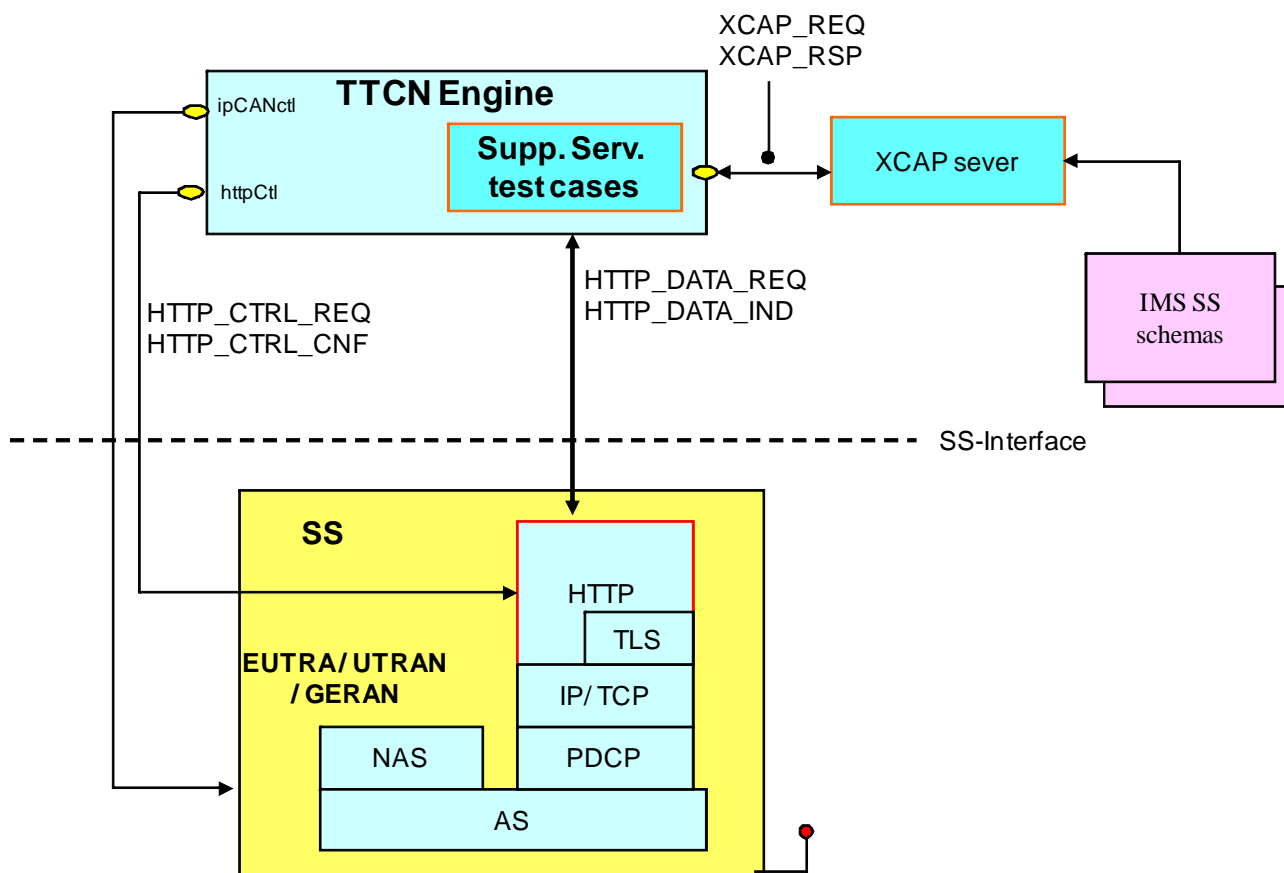 XCAP_REQ
XCAP_RSP
TTCN Engine
ipCANctl
httpCtl
Supp. Serv.
test cases
XCAP sever
HTTP_CTRL_REQ
HTTP_CTRL_CNF
HTTP_DATA_REQ
HTTP_DATA_IND
IMS SS
schemas
SS-Interface
SS
HTTP
TLS
EUTRA/ UTRAN
/ GERAN
IP/ TCP
NAS
PDCP
AS